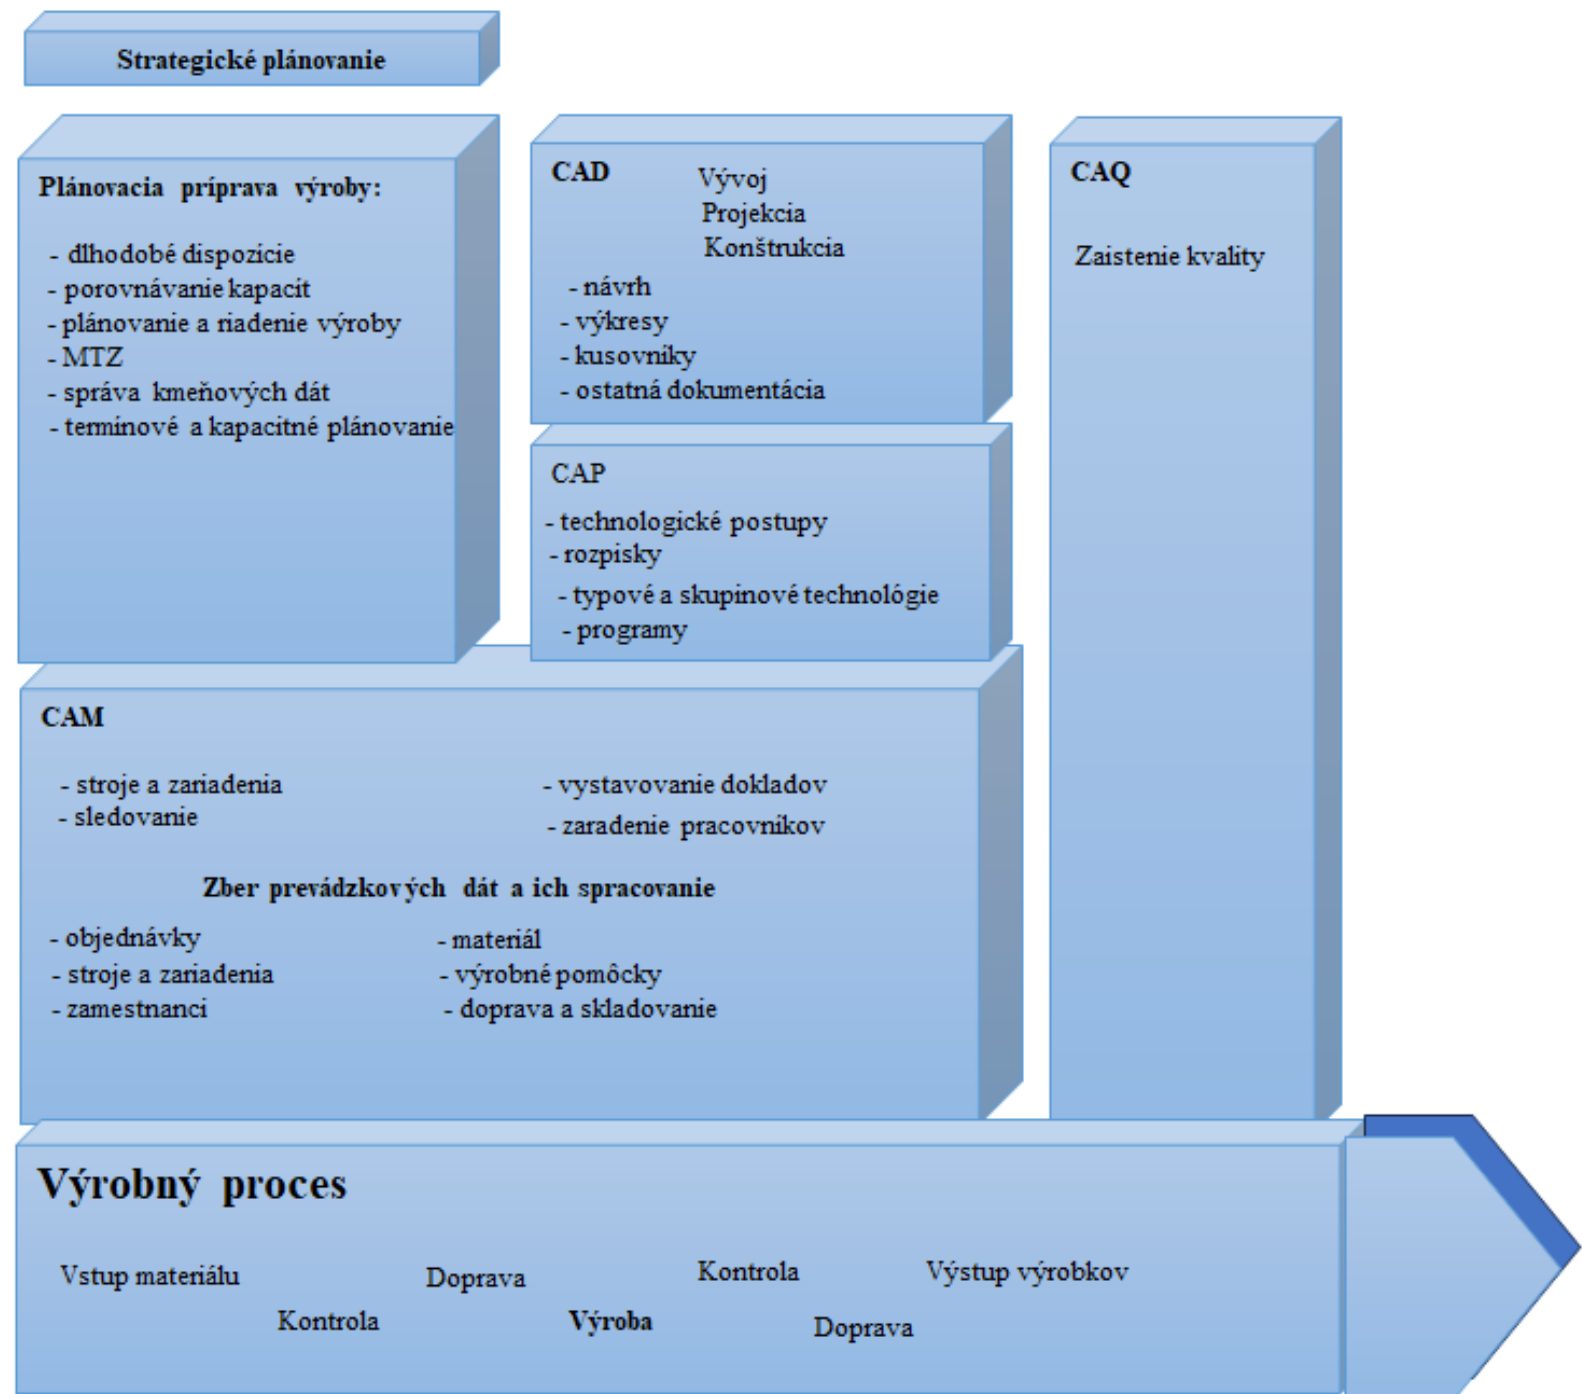 Strategické plánovanie
Plánovacia príprava výroby:
- dlhodobé dispozície
- porovnávanie kapacít
- plánovanie a riadenie výroby
- MTZ
- správa kmeňových dát
- termínové a kapacitné plánovanie
CAD
Vývoj
Projekcia
Konštrukcia
- návrh
- výkresy
- kusovníky
- ostatná dokumentácia
CAP
- technologické postupy
- rozpisky
- typové a skupinové technológie
- programy
CAQ
Zaistenie kvality
CAM
- stroje a zariadenia
- sledovanie
- vystavovanie dokladov
- zaradenie pracovníkov
Zber prevádzkových dát a ich spracovanie
- objednávky
- stroje a zariadenia
- zamestnanci
- materiál
- výrobné pomôcky
- doprava a skladovanie
Výrobný proces
Vstup materiálu
Kontrola
Doprava
Výroba
Kontrola
Doprava
Výstup výrobkov